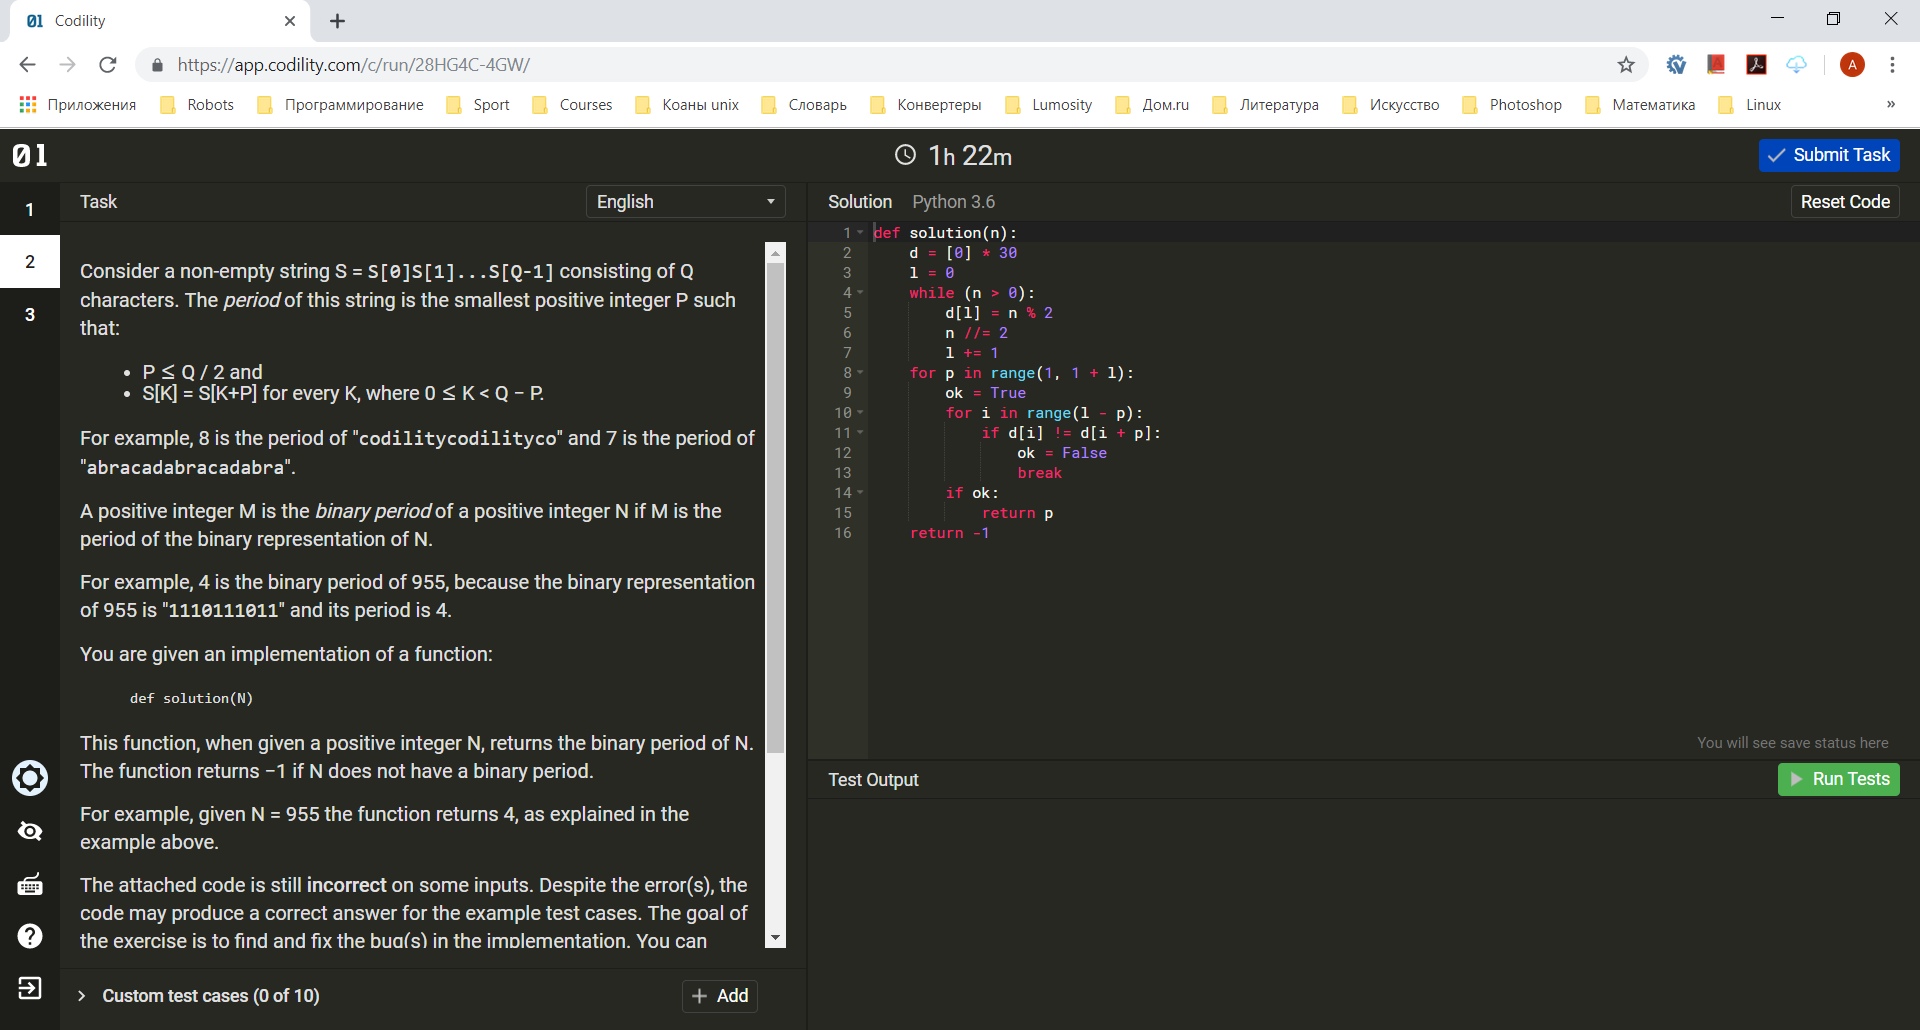 01 Codility
https://app.codility.com/c/run/28HG4C-4GW/
A
Приложения Robots Программирование Sport Courses Коаны unix Словарь Конвертеры Lumosity Дом.ru Литература Искусство Photoshop Математика Linux »
01
1h 22m
Submit Task
1
2
3
Task
English
Consider a non-empty string S = S[0]S[1]...S[Q-1] consisting of Q
characters. The period of this string is the smallest positive integer P such
that:
• P ≤ Q / 2 and
• S[K] = S[K+P] for every K, where 0 ≤ K < Q − P.
For example, 8 is the period of "codilitycodilityco" and 7 is the period of
"abracadabracadabra".
A positive integer M is the binary period of a positive integer N if M is the
period of the binary representation of N.
For example, 4 is the binary period of 955, because the binary representation
of 955 is "1110111011" and its period is 4.
You are given an implementation of a function:
def solution(N)
This function, when given a positive integer N, returns the binary period of N.
The function returns −1 if N does not have a binary period.
For example, given N = 955 the function returns 4, as explained in the
example above.
The attached code is still incorrect on some inputs. Despite the error(s), the
code may produce a correct answer for the example test cases. The goal of
the exercise is to find and fix the bug(s) in the implementation. You can
Custom test cases (0 of 10)
+ Add
Solution Python 3.6
Reset Code
1 def solution(n):
2     d = [0] * 30
3     l = 0
4     while (n > 0):
5         d[l] = n % 2
6         n //= 2
7         l += 1
8     for p in range(1, 1 + l):
9         ok = True
10         for i in range(l - p):
11             if d[i] != d[i + p]:
12                 ok = False
13                 break
14         if ok:
15             return p
16     return -1
You will see save status here
Test Output
Run Tests